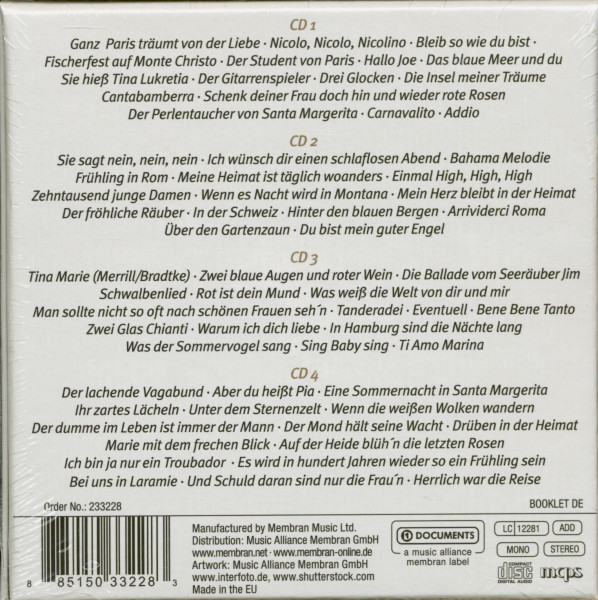 CD 1
Ganz Paris träumt von der Liebe · Nicolo, Nicolo, Nicolino · Bleib so wie du bist ·
Fischerfest auf Monte Christo · Der Student von Paris · Hallo Joe · Das blaue Meer und du
Sie hieß Tina Lukretia · Der Gitarrenspieler · Drei Glocken · Die Insel meiner Träume
Cantabamberra · Schenk deiner Frau doch hin und wieder rote Rosen
Der Perlentaucher von Santa Margerita · Carnavalito · Addio
CD 2
Sie sagt nein, nein, nein · Ich wünsch dir einen schlaflosen Abend · Bahama Melodie
Frühling in Rom · Meine Heimat ist täglich woanders · Einmal High, High, High
Zehntausend junge Damen · Wenn es Nacht wird in Montana · Mein Herz bleibt in der Heimat
Der fröhliche Räuber · In der Schweiz · Hinter den blauen Bergen · Arrividerci Roma
Über den Gartenzaun · Du bist mein guter Engel
CD 3
Tina Marie (Merrill/Bradtke) · Zwei blaue Augen und roter Wein · Die Ballade vom Seeräuber Jim
Schwalbenlied · Rot ist dein Mund · Was weiß die Welt von dir und mir
Man sollte nicht so oft nach schönen Frauen seh´n · Tanderadei · Eventuell · Bene Bene Tanto
Zwei Glas Chianti · Warum ich dich liebe · In Hamburg sind die Nächte lang
Was der Sommervogel sang · Sing Baby sing · Ti Amo Marina
CD 4
Der lachende Vagabund · Aber du heißt Pia · Eine Sommernacht in Santa Margerita
Ihr zartes Lächeln · Unter dem Sternenzelt · Wenn die weißen Wolken wandern
Der dumme im Leben ist immer der Mann · Der Mond hält seine Wacht · Drüben in der Heimat
Marie mit dem frechen Blick · Auf der Heide blüh´n die letzten Rosen
Ich bin ja nur ein Troubador · Es wird in hundert Jahren wieder so ein Frühling sein
Bei uns in Laramie · Und Schuld daran sind nur die Frau´n · Herrlich war die Reise
Order No.: 233228
BOOKLET DE
8 85150 33228 3
Manufactured by Membran Music Ltd.
Distribution: Music Alliance Membran GmbH
www.membran.net · www.membran-online.de
Artwork: Music Alliance Membran GmbH
www.interfoto.de, www.shutterstock.com
Made in the EU
DOCUMENTS
a music alliance
membran label
LC 12281
ADD
MONO
STEREO
COMPACT
disc
DIGITAL AUDIO
mcps